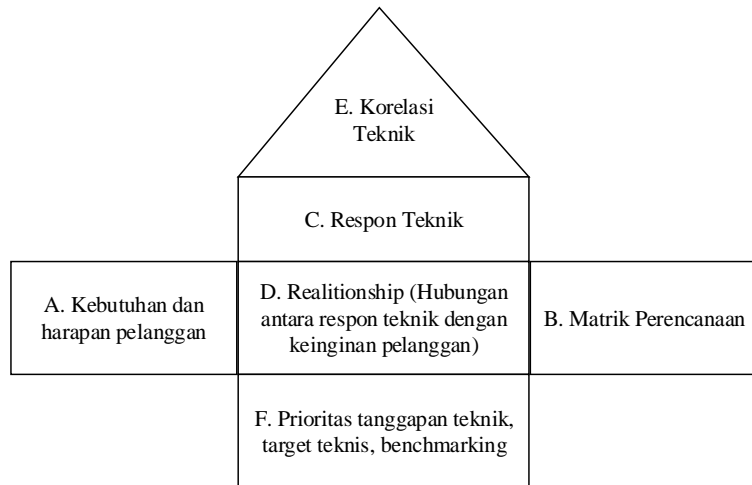 E. Korelasi
Teknik
C. Respon Teknik
A. Kebutuhan dan
harapan pelanggan
D. Realitionship (Hubungan
antara respon teknik dengan
keinginan pelanggan)
B. Matrik Perencanaan
F. Prioritas tanggapan teknik,
target teknis, benchmarking